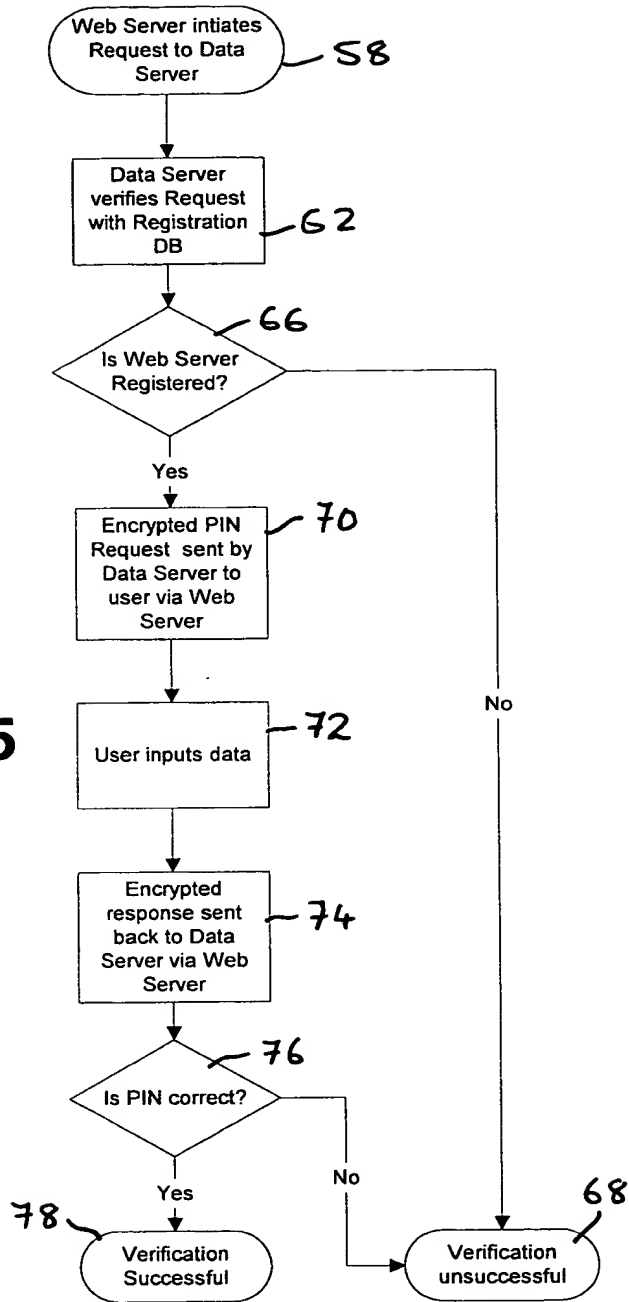 Web Server intiates
Request to Data
Server
58
Data Server
verifies Request
with Registration
DB
62
66
Is Web Server
Registered?
Yes
70
Encrypted PIN
Request sent by
Data Server to
user via Web
Server
No
5
72
User inputs data
Encrypted
response sent
back to Data
Server via Web
Server
74
76
Is PIN correct?
No
Yes
78
Verification
Successful
68
Verification
unsuccessful